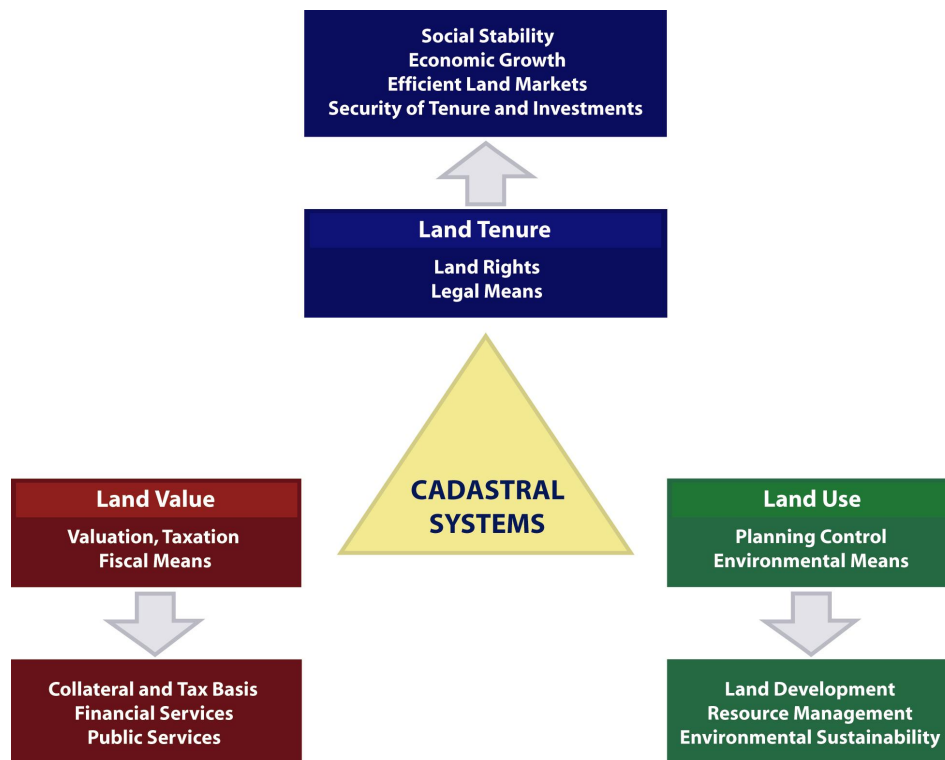 Social Stability
Economic Growth
Efficient Land Markets
Security of Tenure and Investments
Land Tenure
Land Rights
Legal Means
CADASTRAL
SYSTEMS
Land Value
Valuation, Taxation
Fiscal Means
Land Use
Planning Control
Environmental Means
Collateral and Tax Basis
Financial Services
Public Services
Land Development
Resource Management
Environmental Sustainability